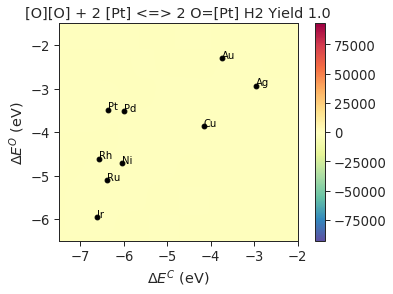 [O][O] + 2 [Pt] <=> 2 O=[Pt] H2 Yield 1.0
−2
−3
−4
−5
−6
ΔE^O (eV)
Au
Ag
Pt
Pd
Cu
Rh
Ni
Ru
Ir
−7
−6
−5
−4
−3
−2
ΔE^C (eV)
75000
50000
25000
0
−25000
−50000
−75000